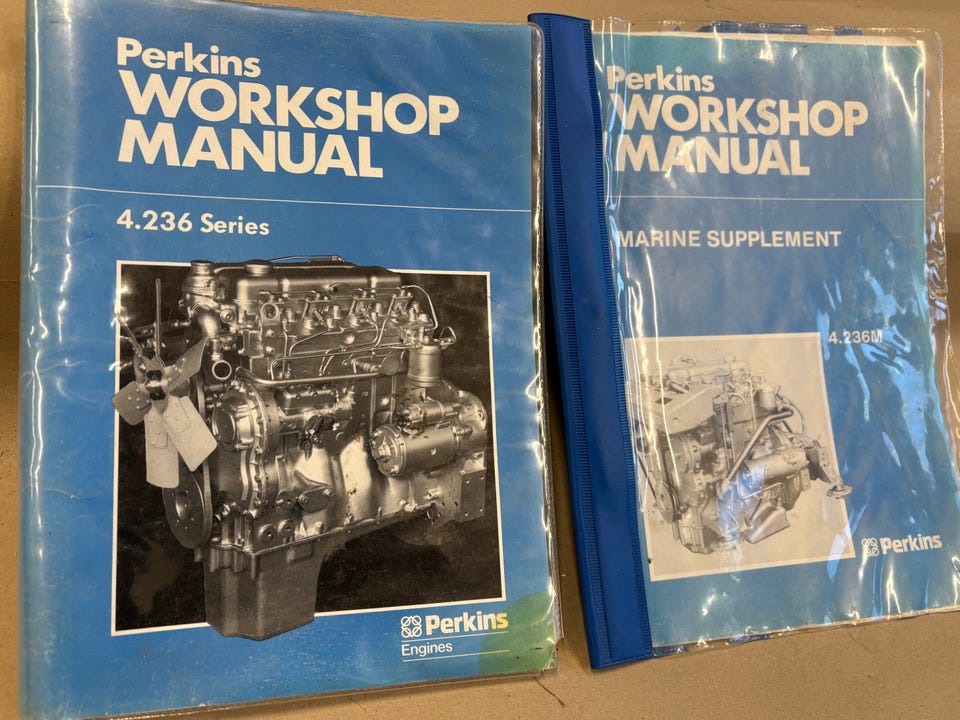 Perkins
WORKSHOP
MANUAL
4.236 Series
Perkins
Engines
Perkins
WORKSHOP
MANUAL
MARINE SUPPLEMENT
4.236M
Perkins